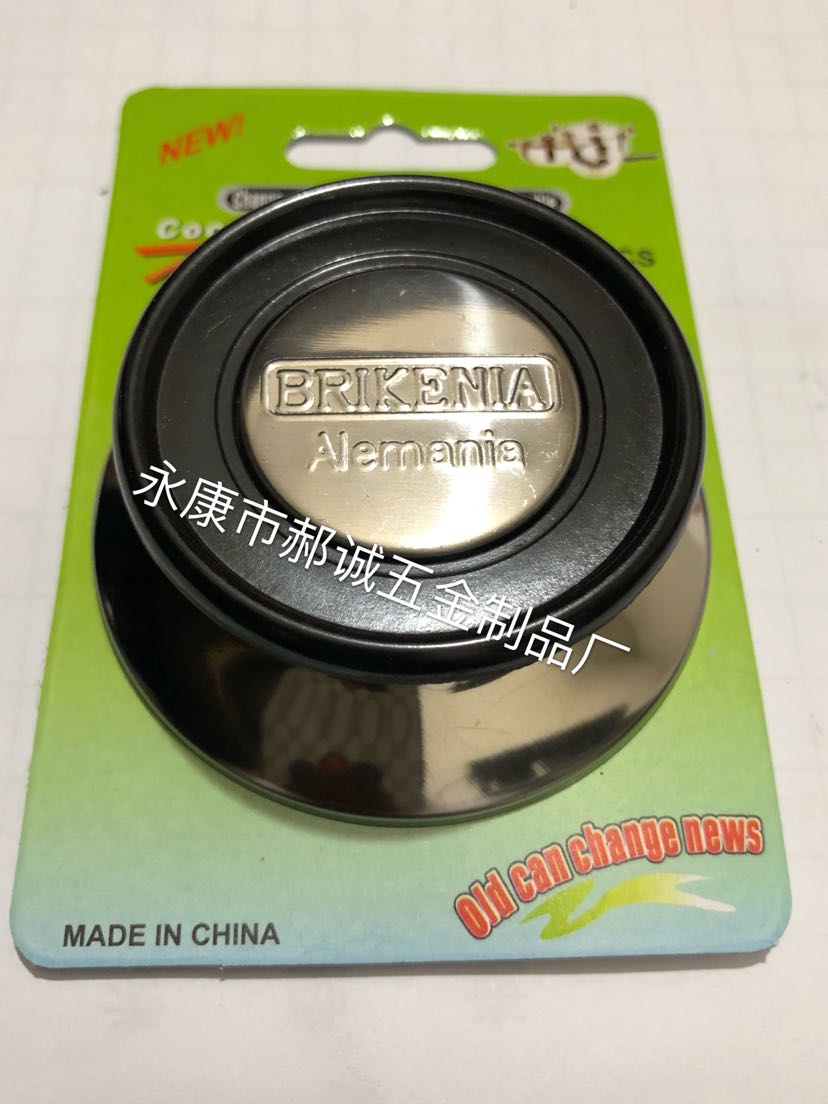 NEW!
BRIKENIA
Alemania
永康市郝诚五金制品厂
Old can change news
MADE IN CHINA